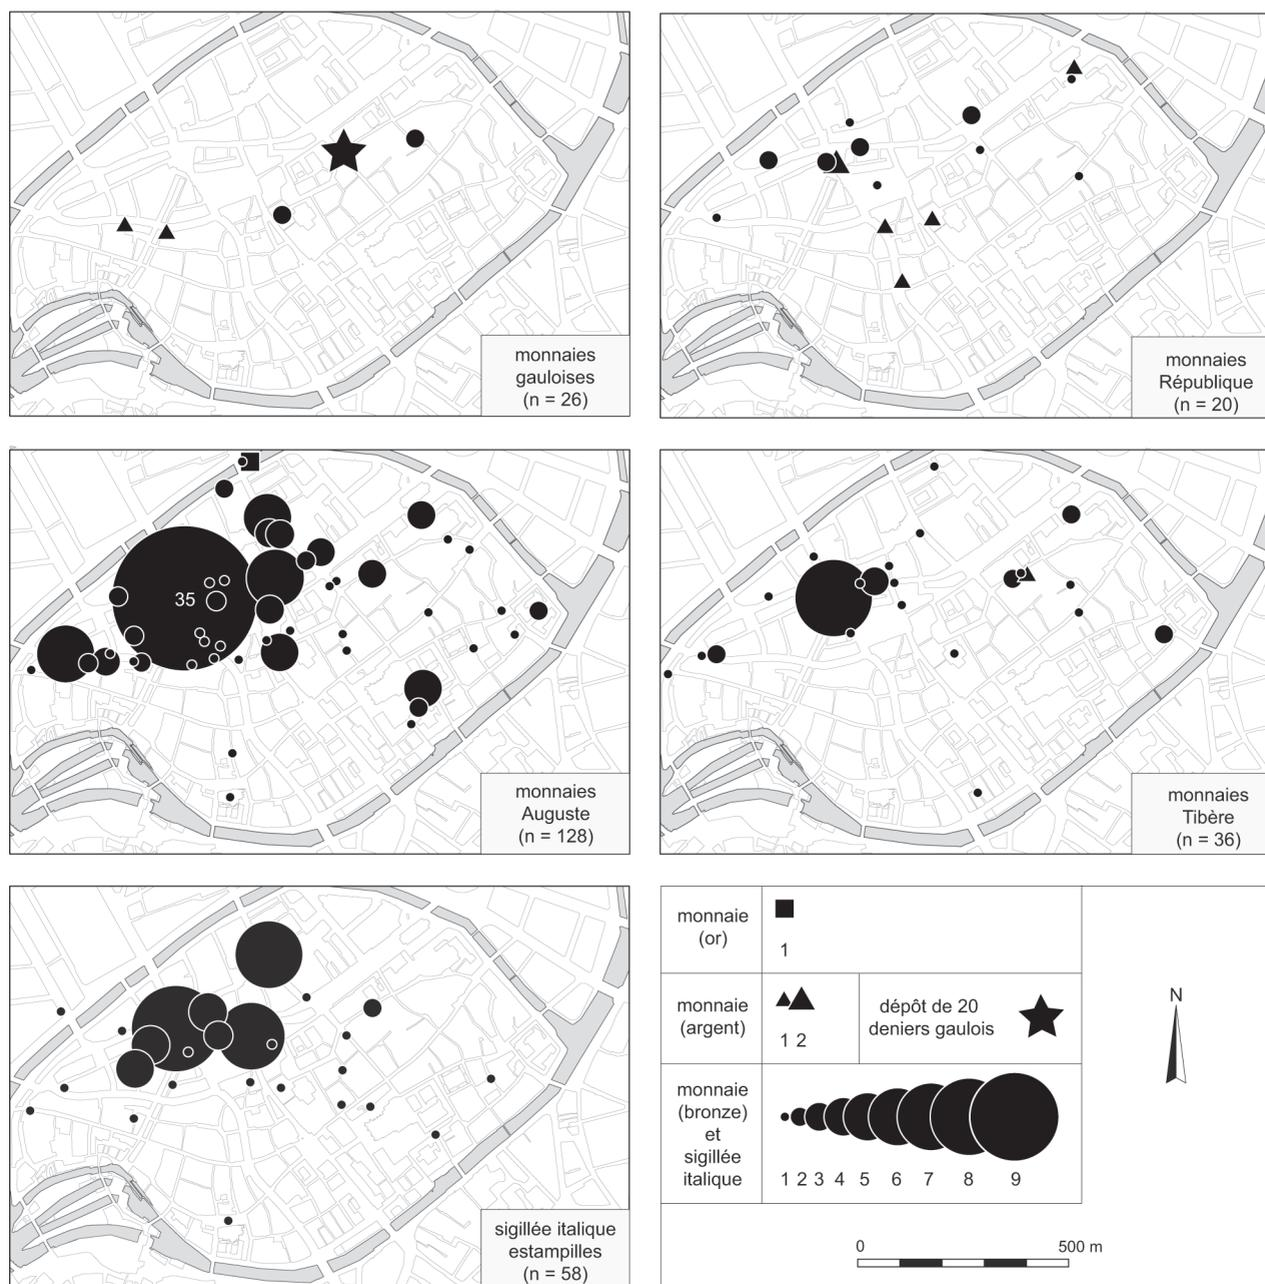 monnaies
gauloises
(n = 26)
monnaies
République
(n = 20)
35
monnaies
Auguste
(n = 128)
monnaies
Tibère
(n = 36)
sigillée italique
estampilles
(n = 58)
monnaie
(or)
1
monnaie
(argent)
1 2
dépôt de 20
deniers gaulois
monnaie
(bronze)
et
sigillée
italique
1 2 3 4 5 6 7 8 9
N
0 500 m